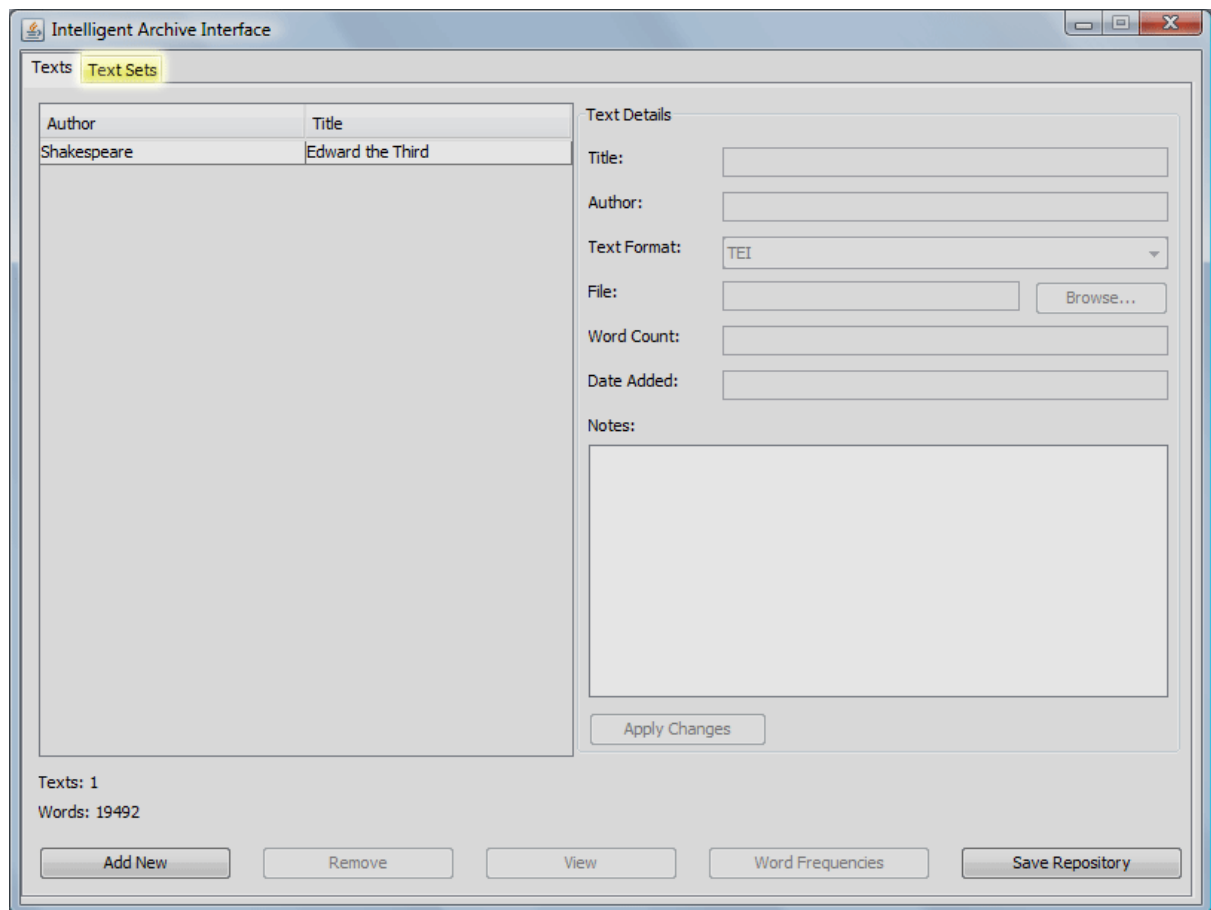 Intelligent Archive Interface
Texts Text Sets
Author Title
Shakespeare Edward the Third
Text Details
Title:
Author:
Text Format: TEI
File: Browse...
Word Count:
Date Added:
Notes:
Apply Changes
Texts: 1
Words: 19492
Add New Remove View Word Frequencies Save Repository